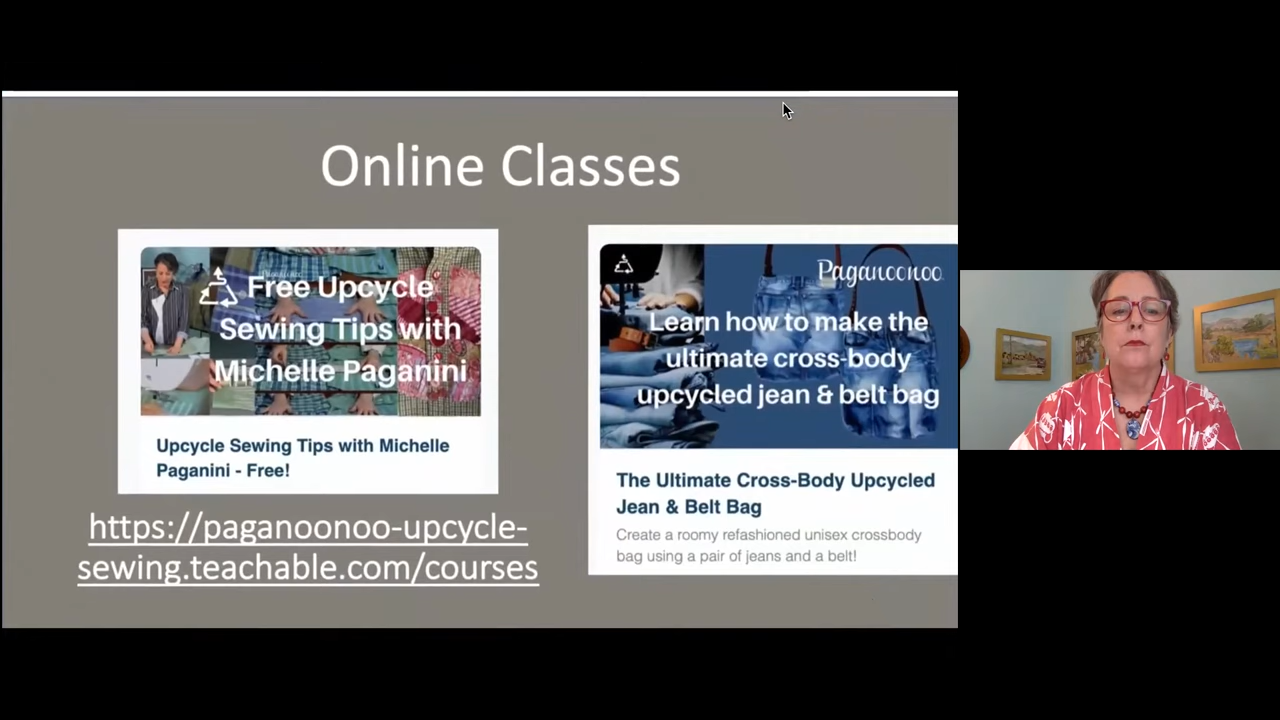 Online Classes
Free Upcycle
Sewing Tips with
Michelle Paganini
Upcycle Sewing Tips with Michelle
Paganini - Free!
https://paganoonoo-upcycle-
sewing.teachable.com/courses
Paganoonoo
Learn how to make the
ultimate cross-body
upcycled jean & belt bag
The Ultimate Cross-Body Upcycled
Jean & Belt Bag
Create a roomy refashioned unisex crossbody
bag using a pair of jeans and a belt!